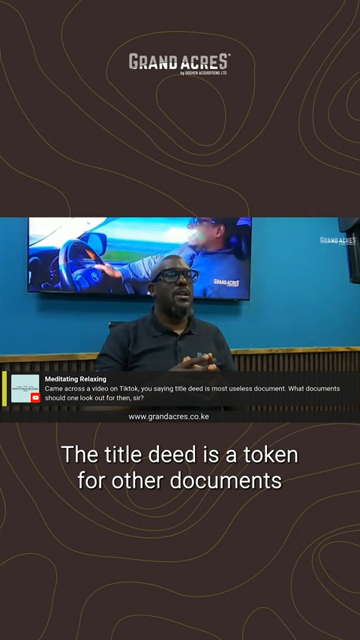 GRAND ACRES
by GOSHEN ACQUISITIONS LTD
GRAND ACRES
GRAND ACRES
Meditating Relaxing
Came across a video on Tiktok, you saying title deed is most useless document. What documents
should one look out for then, sir?
www.grandacres.co.ke
The title deed is a token
for other documents